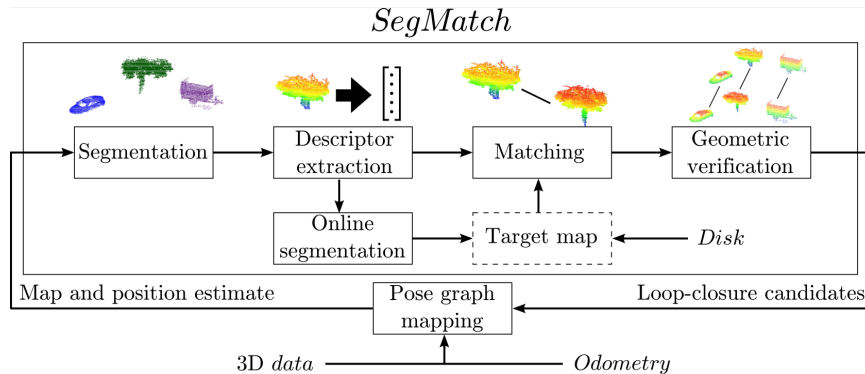 SegMatch
Segmentation
Descriptor
extraction
Matching
Geometric
verification
Online
segmentation
Target map
Disk
Map and position estimate
Pose graph
mapping
Loop-closure candidates
3D data
Odometry